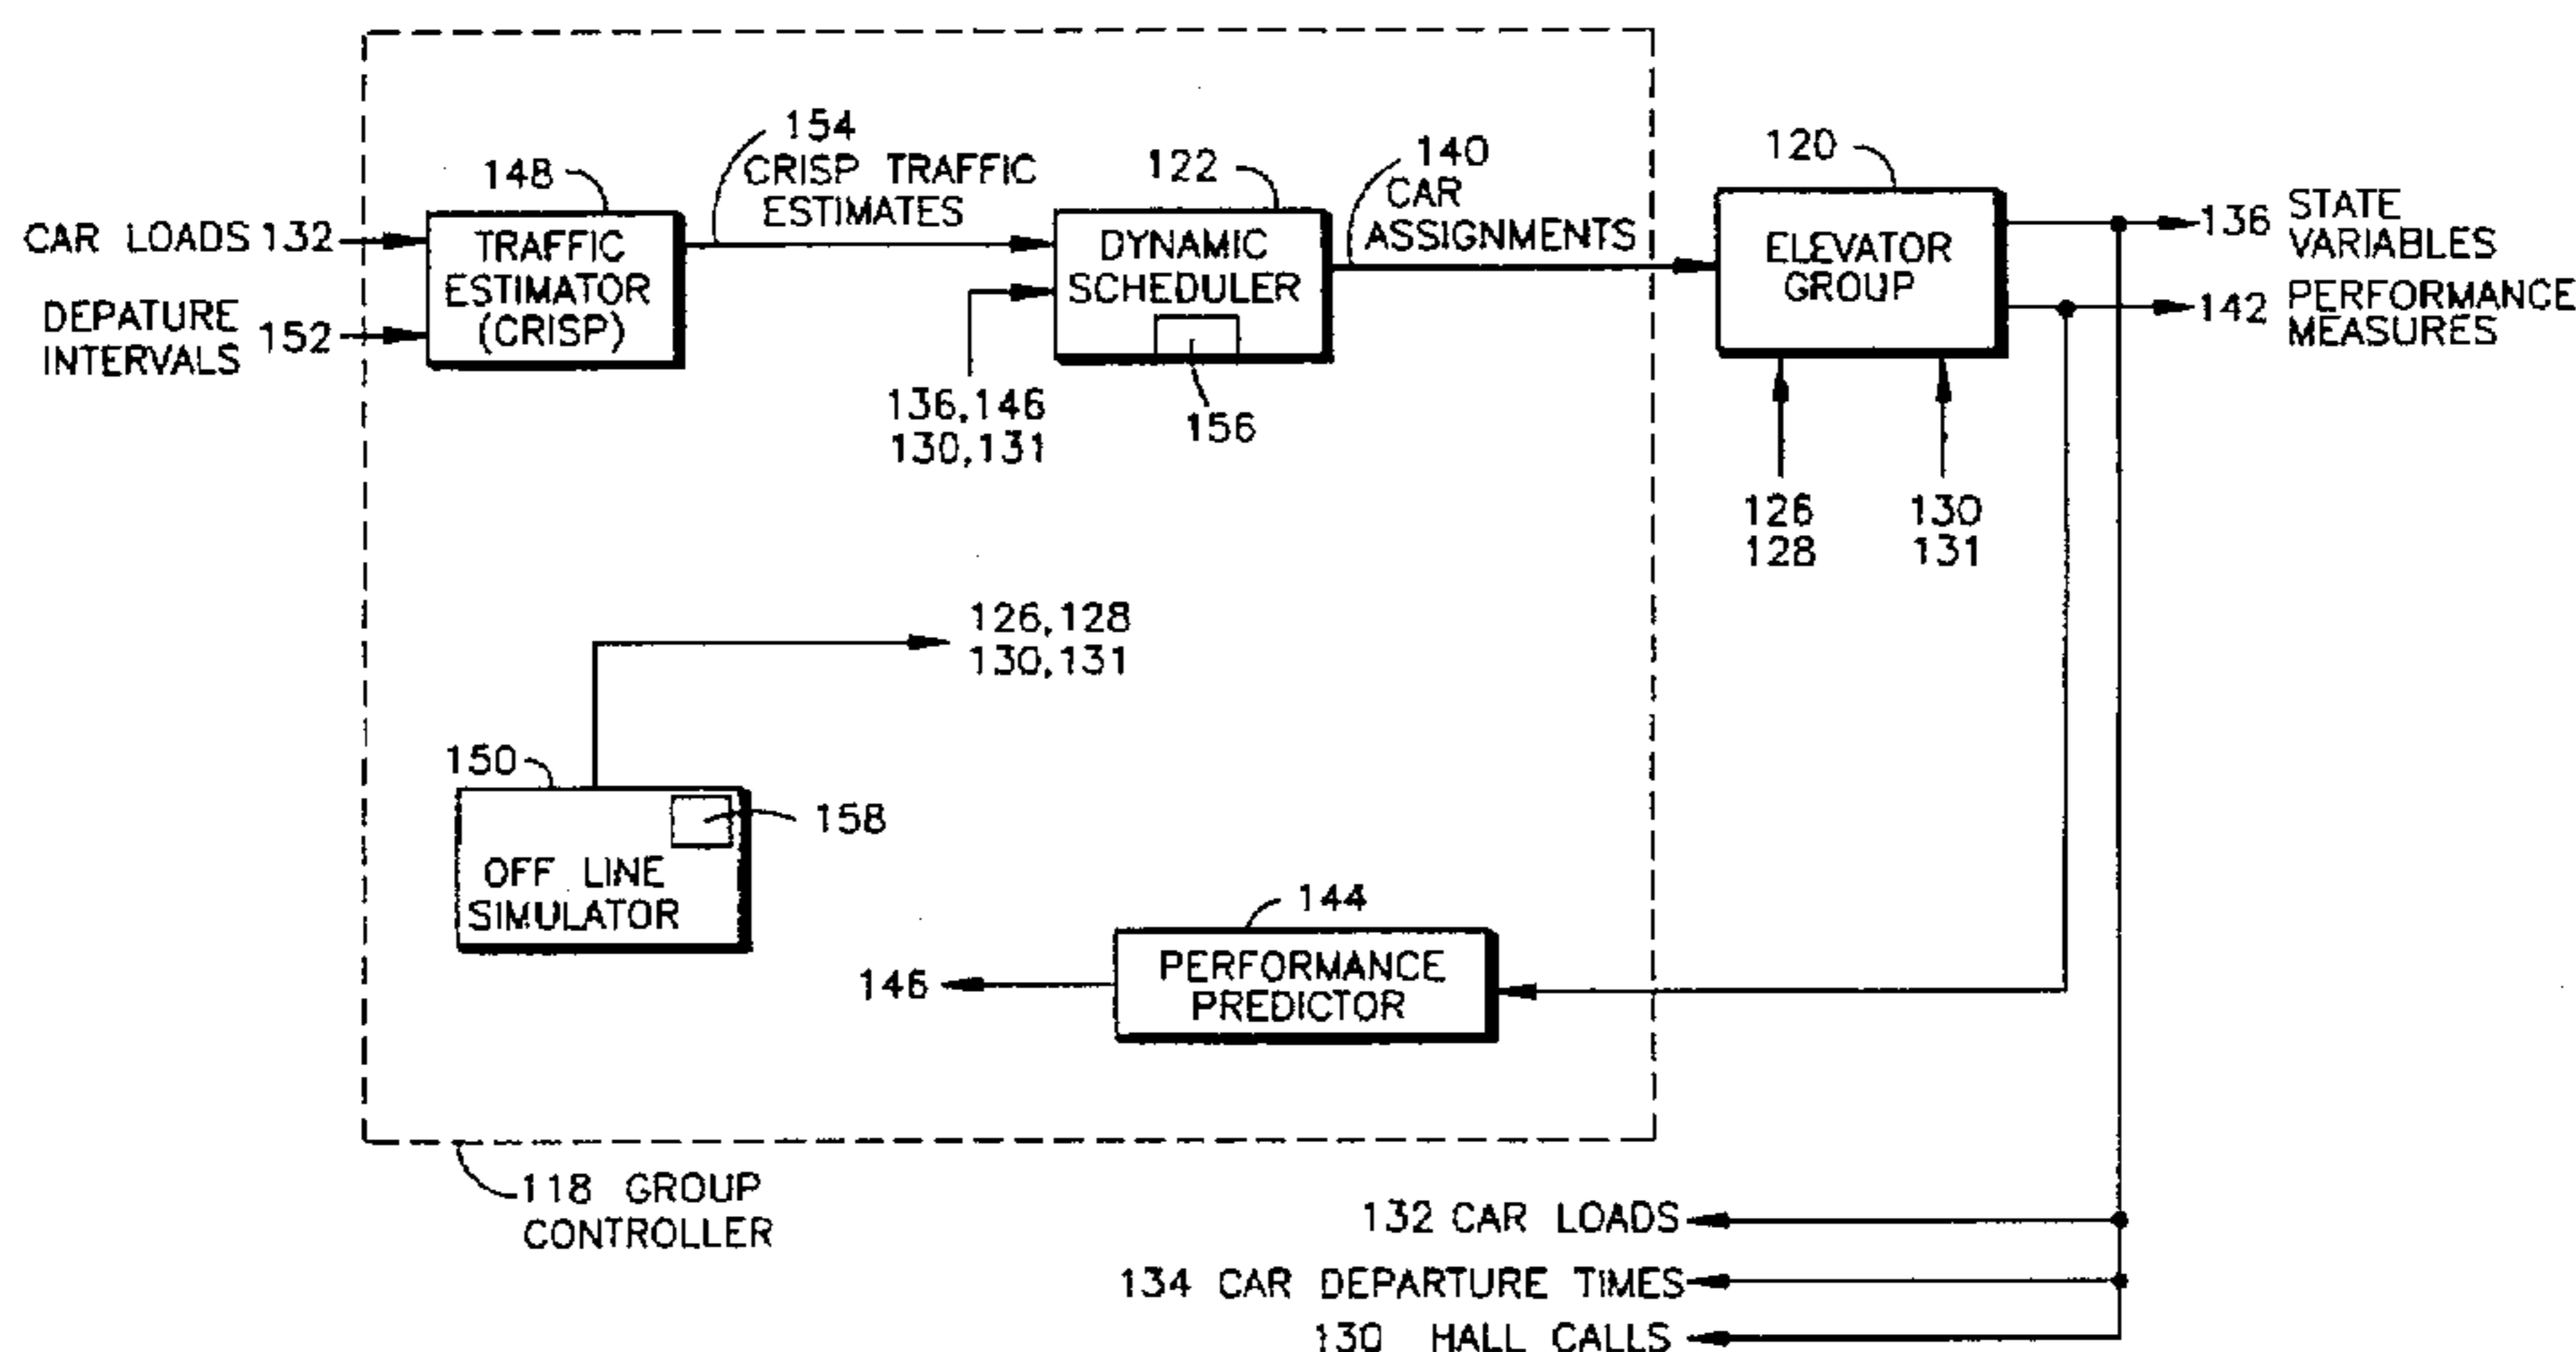 154
CRISP TRAFFIC
ESTIMATES
148
122
140
CAR
ASSIGNMENTS
120
CAR LOADS 132
DEPATURE
INTERVALS 152
TRAFFIC
ESTIMATOR
(CRISP)
DYNAMIC
SCHEDULER
136,146
130,131
156
ELEVATOR
GROUP
136 STATE
VARIABLES
142 PERFORMANCE
MEASURES
126
128
130
131
126,128
130,131
150
158
OFF LINE
SIMULATOR
144
PERFORMANCE
PREDICTOR
146
118 GROUP
CONTROLLER
132 CAR LOADS
134 CAR DEPARTURE TIMES
130 HALL CALLS